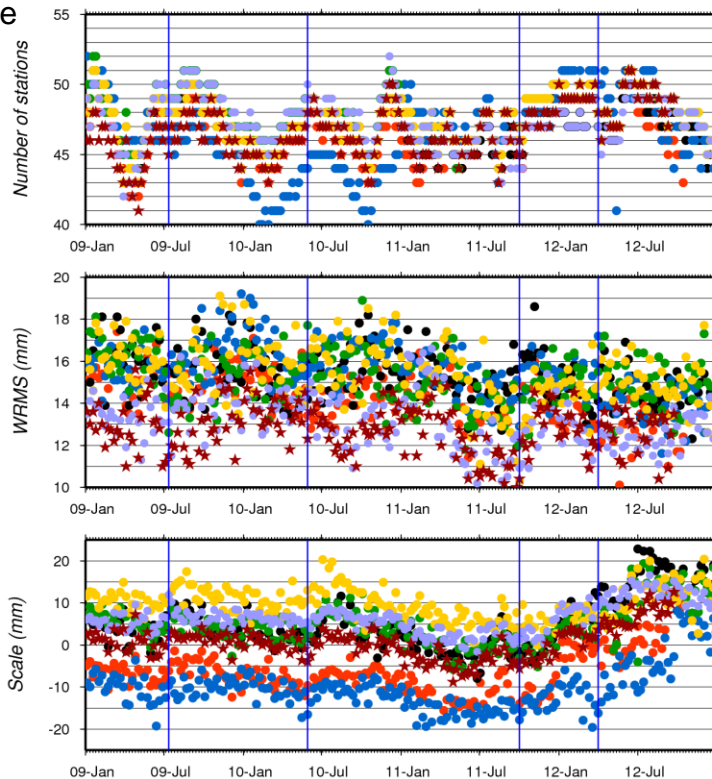 e
Number of stations
55
50
45
40
09-Jan 09-Jul 10-Jan 10-Jul 11-Jan 11-Jul 12-Jan 12-Jul
WRMS (mm)
20
18
16
14
12
10
09-Jan 09-Jul 10-Jan 10-Jul 11-Jan 11-Jul 12-Jan 12-Jul
Scale (mm)
20
10
0
-10
-20
09-Jan 09-Jul 10-Jan 10-Jul 11-Jan 11-Jul 12-Jan 12-Jul